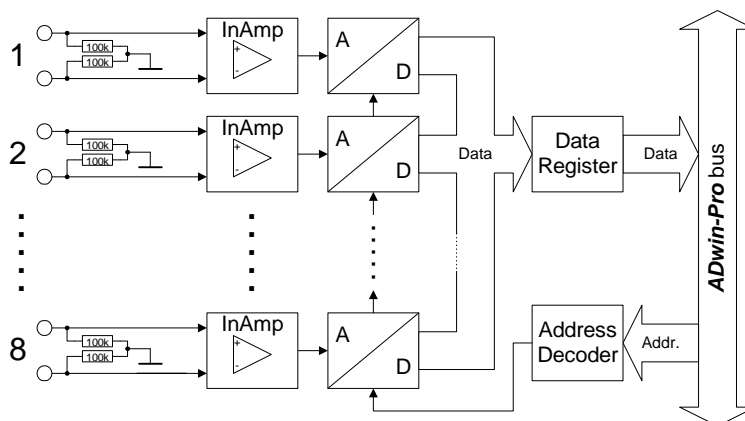 1
100k
100k
InAmp
+
-
A
D
2
100k
100k
InAmp
+
-
A
D
8
100k
100k
InAmp
+
-
A
D
Data
Data
Register
Data
Address
Decoder
Addr.
ADwin-Pro bus